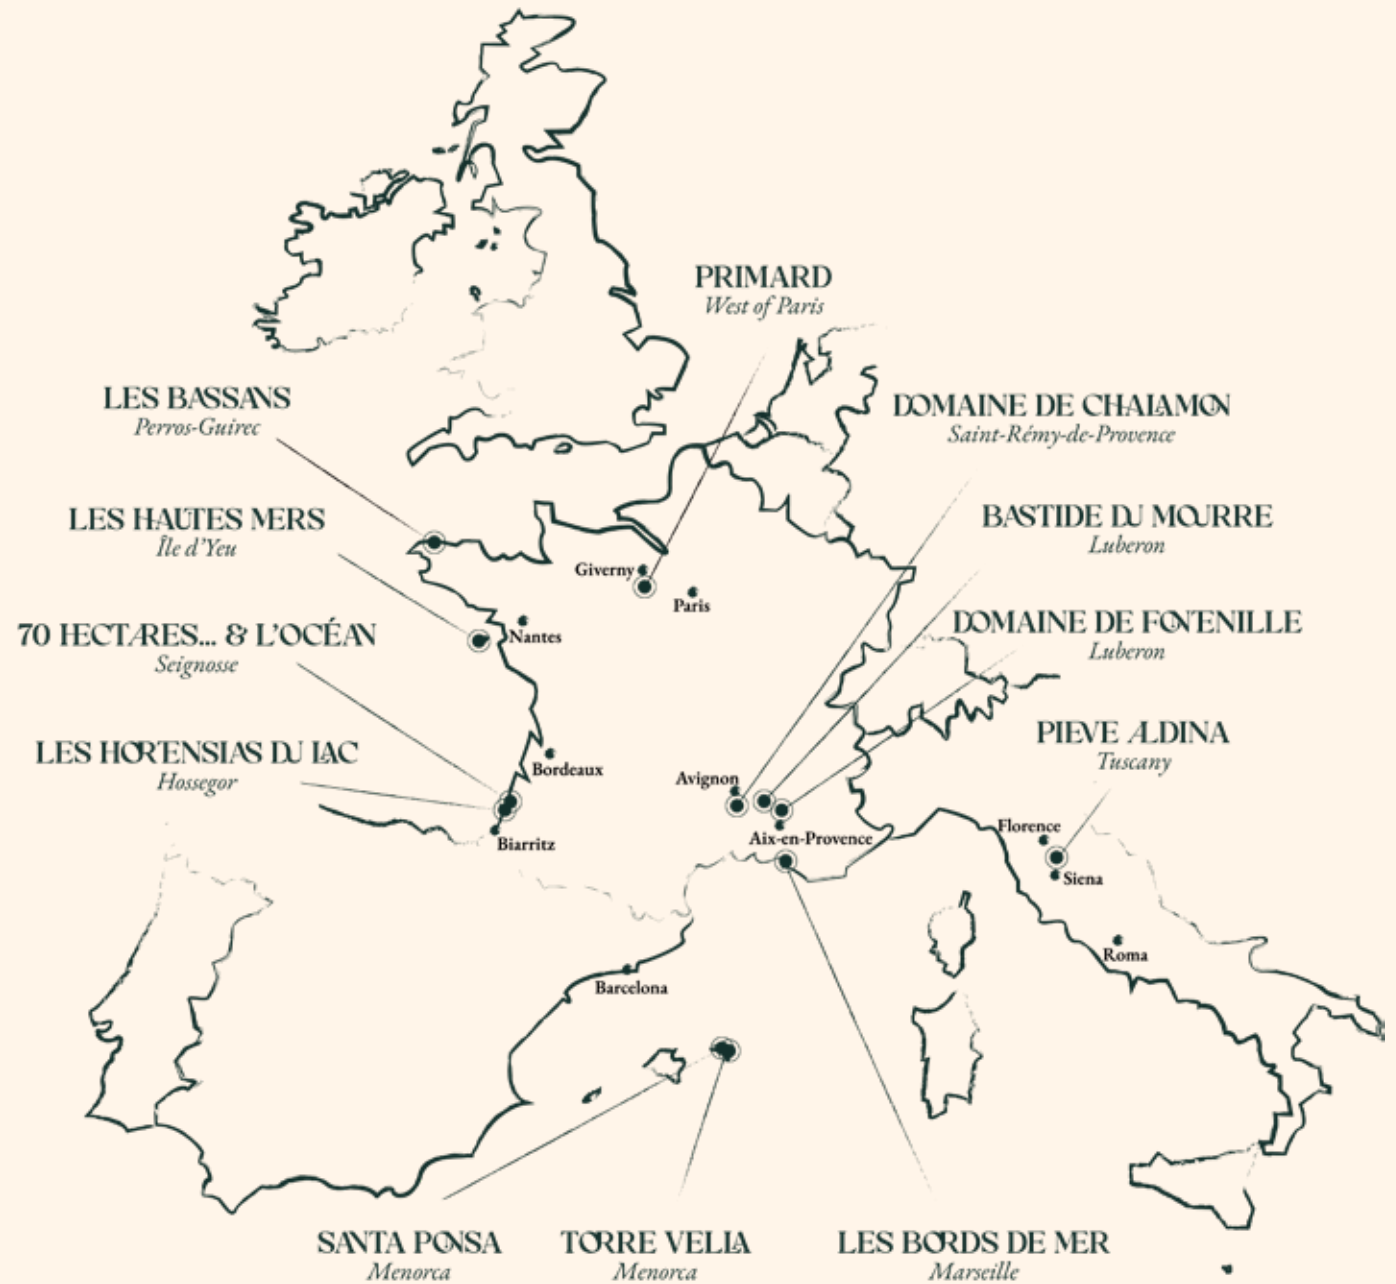 PRIMARD
West of Paris
LES BASSANS
Perros-Guirec
DOMAINE DE CHALAMON
Saint-Rémy-de-Provence
LES HAUTES MERS
Île d'Yeu
BASTIDE DU MOURRE
Luberon
Giverny
Paris
Nantes
70 HECTARES... & L'OCÉAN
Seignosse
DOMAINE DE FONTENILLE
Luberon
PIEVE ALDINA
Tuscany
LES HORTENSIAS DU LAC
Hossegor
Bordeaux
Avignon
Biarritz
Aix-en-Provence
Florence
Siena
Roma
Barcelona
SANTA PONSA
Menorca
TORRE VELLA
Menorca
LES BORDS DE MER
Marseille